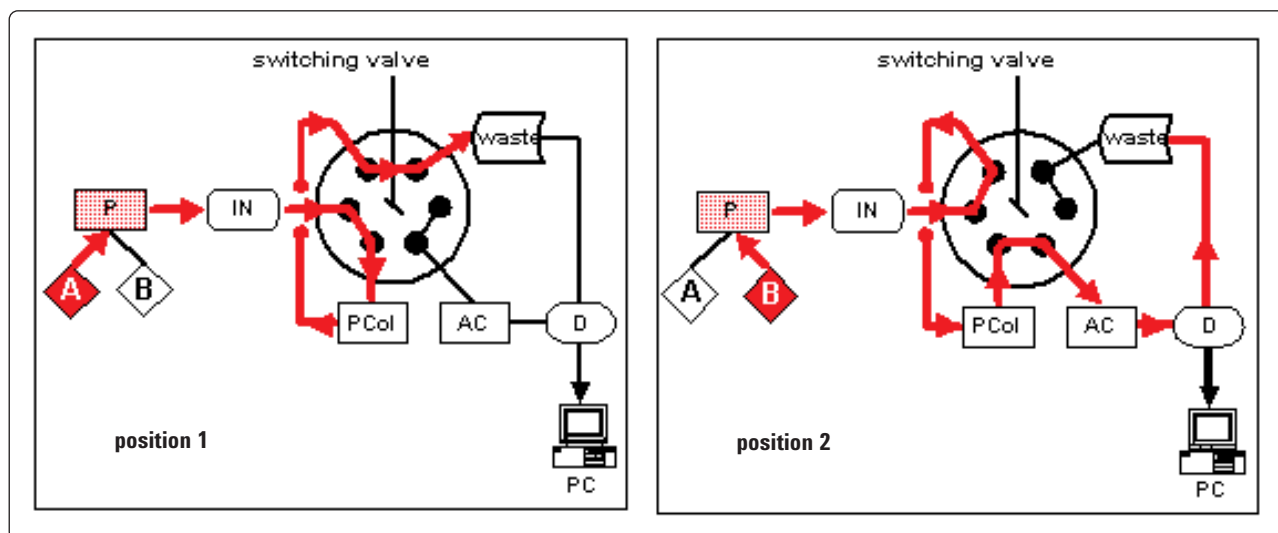 switching valve
waste
P
IN
A
B
PCol
AC
D
position 1
PC
switching valve
waste
P
IN
A
B
PCol
AC
D
position 2
PC